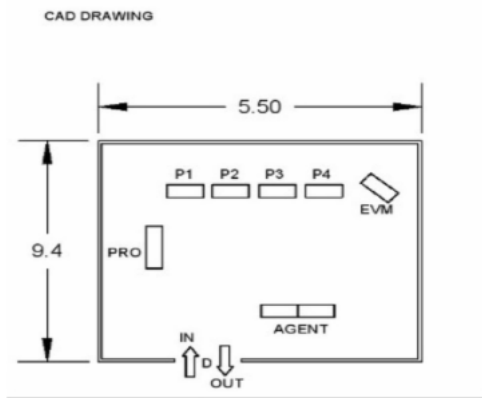 CAD DRAWING
5.50
P1 P2 P3 P4
EVM
9.4
PRO
AGENT
IN
D
OUT